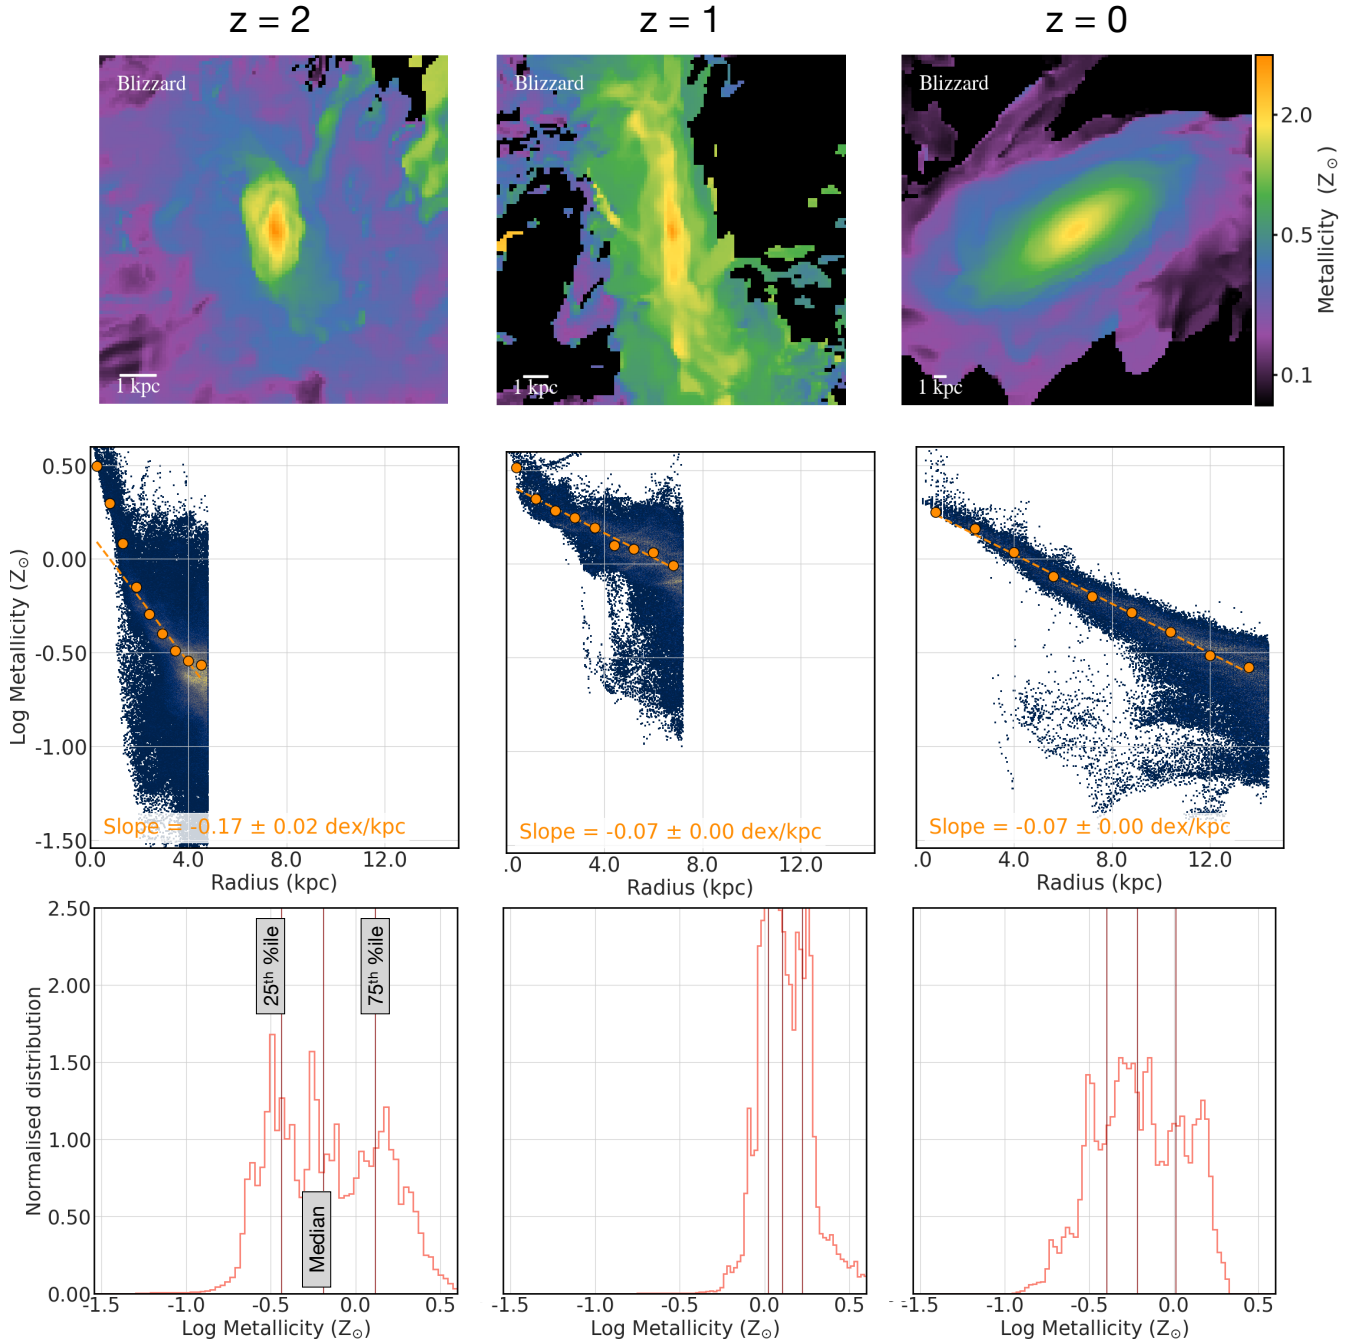 z = 2
z = 1
z = 0
Blizzard
1 kpc
Blizzard
1 kpc
Blizzard
1 kpc
2.0
0.5
0.1
Metallicity (Z⊙)
0.50
0.00
-0.50
-1.00
-1.50
Log Metallicity (Z⊙)
Slope = -0.17 ± 0.02 dex/kpc
0.0 4.0 8.0 12.0
Radius (kpc)
Slope = -0.07 ± 0.00 dex/kpc
.0 4.0 8.0 12.0
Radius (kpc)
Slope = -0.07 ± 0.00 dex/kpc
.0 4.0 8.0 12.0
Radius (kpc)
2.50
2.00
1.50
1.00
0.50
0.00
Normalised distribution
25th %ile
Median
75th %ile
-1.5 -1.0 -0.5 0.0 0.5
Log Metallicity (Z⊙)
-1.0 -0.5 0.0 0.5
Log Metallicity (Z⊙)
-1.5 -1.0 -0.5 0.0 0.5
Log Metallicity (Z⊙)